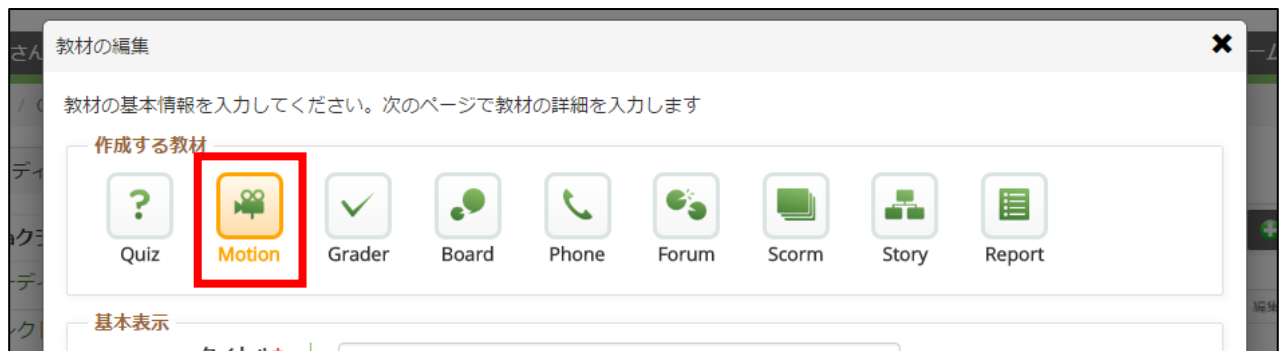 教材の編集
教材の基本情報を入力してください。次のページで教材の詳細を入力します
作成する教材
Quiz Motion Grader Board Phone Forum Scorm Story Report
基本表示